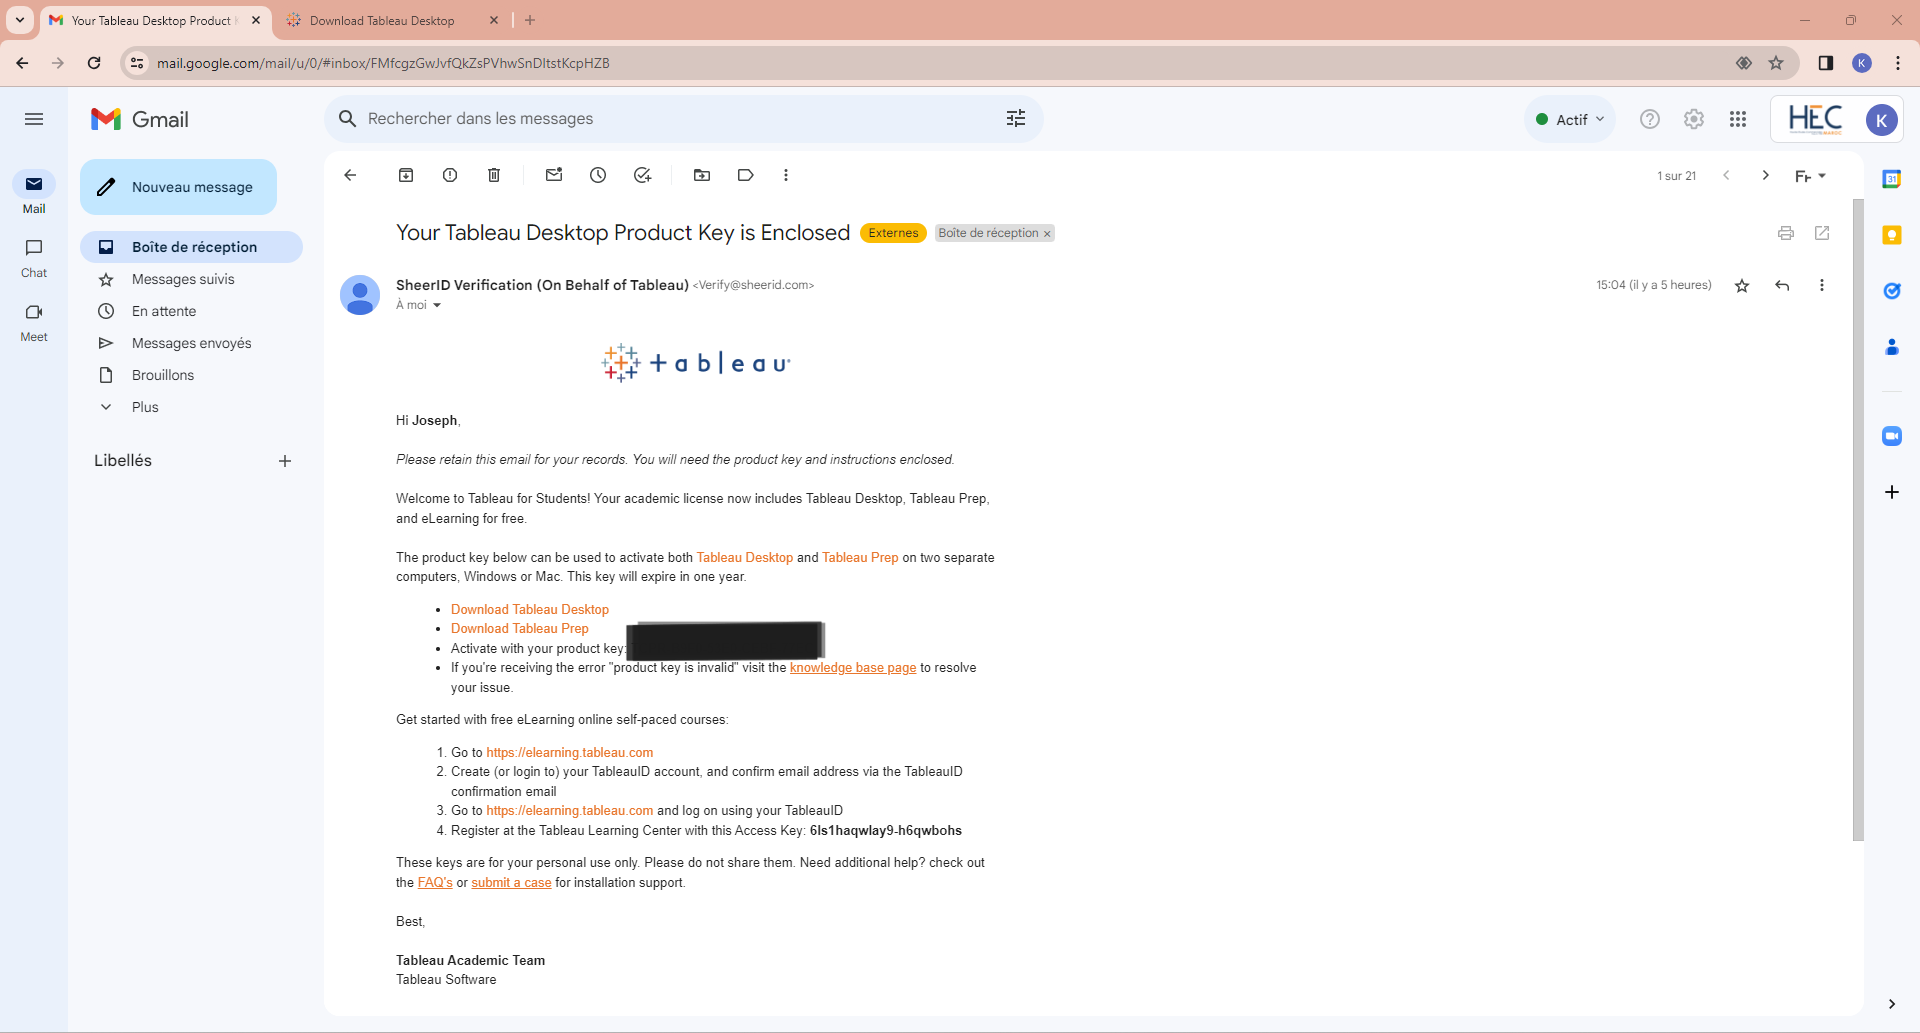 Your Tableau Desktop Product
Download Tableau Desktop
mail.google.com/mail/u/0/#inbox/FMfcgzGwJvfQkZsPVhwSnDltstKcpHZB
K
Gmail
Rechercher dans les messages
Actif
HEC
K
Nouveau message
1 sur 21
Mail
Boîte de réception
Chat
Messages suivis
En attente
Meet
Messages envoyés
Brouillons
Plus
Libellés
31
Your Tableau Desktop Product Key is Enclosed
Externes
Boîte de réception
SheerID Verification (On Behalf of Tableau) <Verify@sheerid.com>
15:04 (il y a 5 heures)
À moi
+ableau
Hi Joseph,
Please retain this email for your records. You will need the product key and instructions enclosed.
Welcome to Tableau for Students! Your academic license now includes Tableau Desktop, Tableau Prep,
and eLearning for free.
The product key below can be used to activate both Tableau Desktop and Tableau Prep on two separate
computers, Windows or Mac. This key will expire in one year.
• Download Tableau Desktop
• Download Tableau Prep
• Activate with your product key:
• If you're receiving the error "product key is invalid" visit the knowledge base page to resolve
your issue.
Get started with free eLearning online self-paced courses:
1. Go to https://elearning.tableau.com
2. Create (or login to) your TableauID account, and confirm email address via the TableauID
confirmation email
3. Go to https://elearning.tableau.com and log on using your TableauID
4. Register at the Tableau Learning Center with this Access Key: 6ls1haqwlay9-h6qwbohs
These keys are for your personal use only. Please do not share them. Need additional help? check out
the FAQ's or submit a case for installation support.
Best,
Tableau Academic Team
Tableau Software